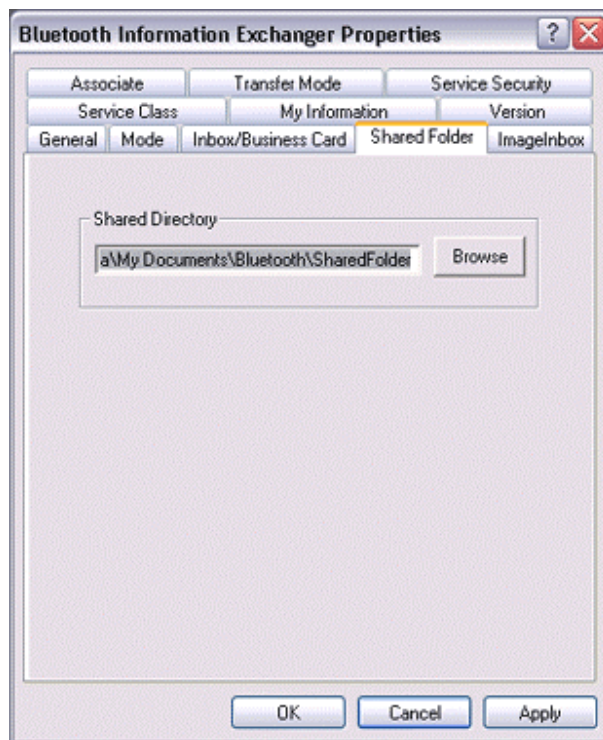 Bluetooth Information Exchanger Properties ?
Associate Transfer Mode Service Security
Service Class My Information Version
General Mode Inbox/Business Card Shared Folder ImageInbox
Shared Directory
a\My Documents\Bluetooth\SharedFolder Browse
OK Cancel Apply